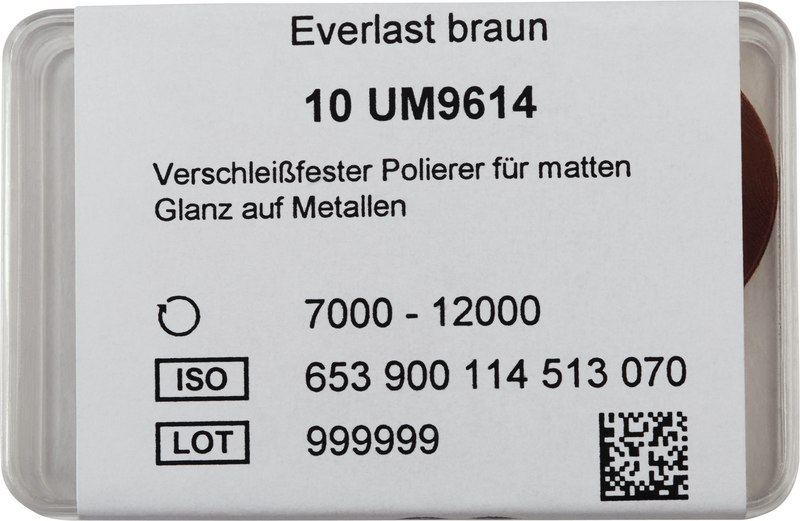 Everlast braun
10 UM9614
Verschleißfester Polierer für matten
Glanz auf Metallen
7000 - 12000
ISO 653 900 114 513 070
LOT 999999